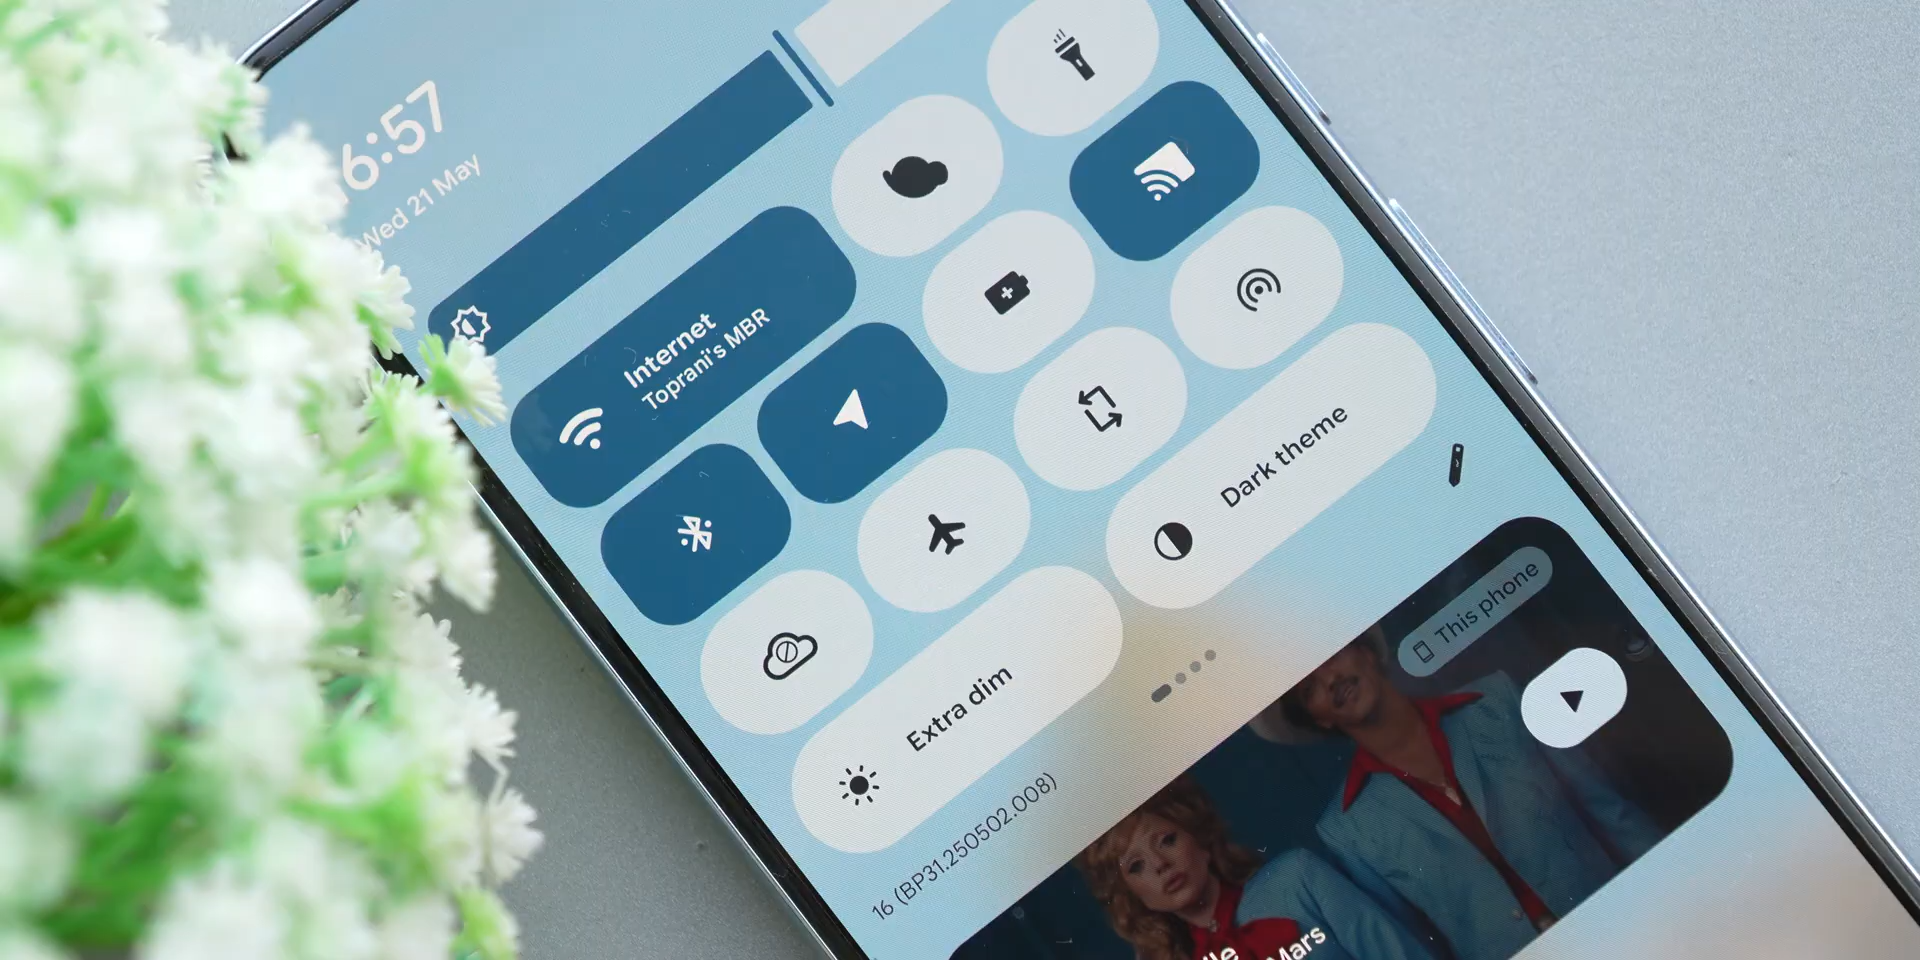 6:57
Wed 21 May
Internet
Toprani's MBR
Dark theme
Extra dim
16 (BP31.250502.008)
This phone
Mars